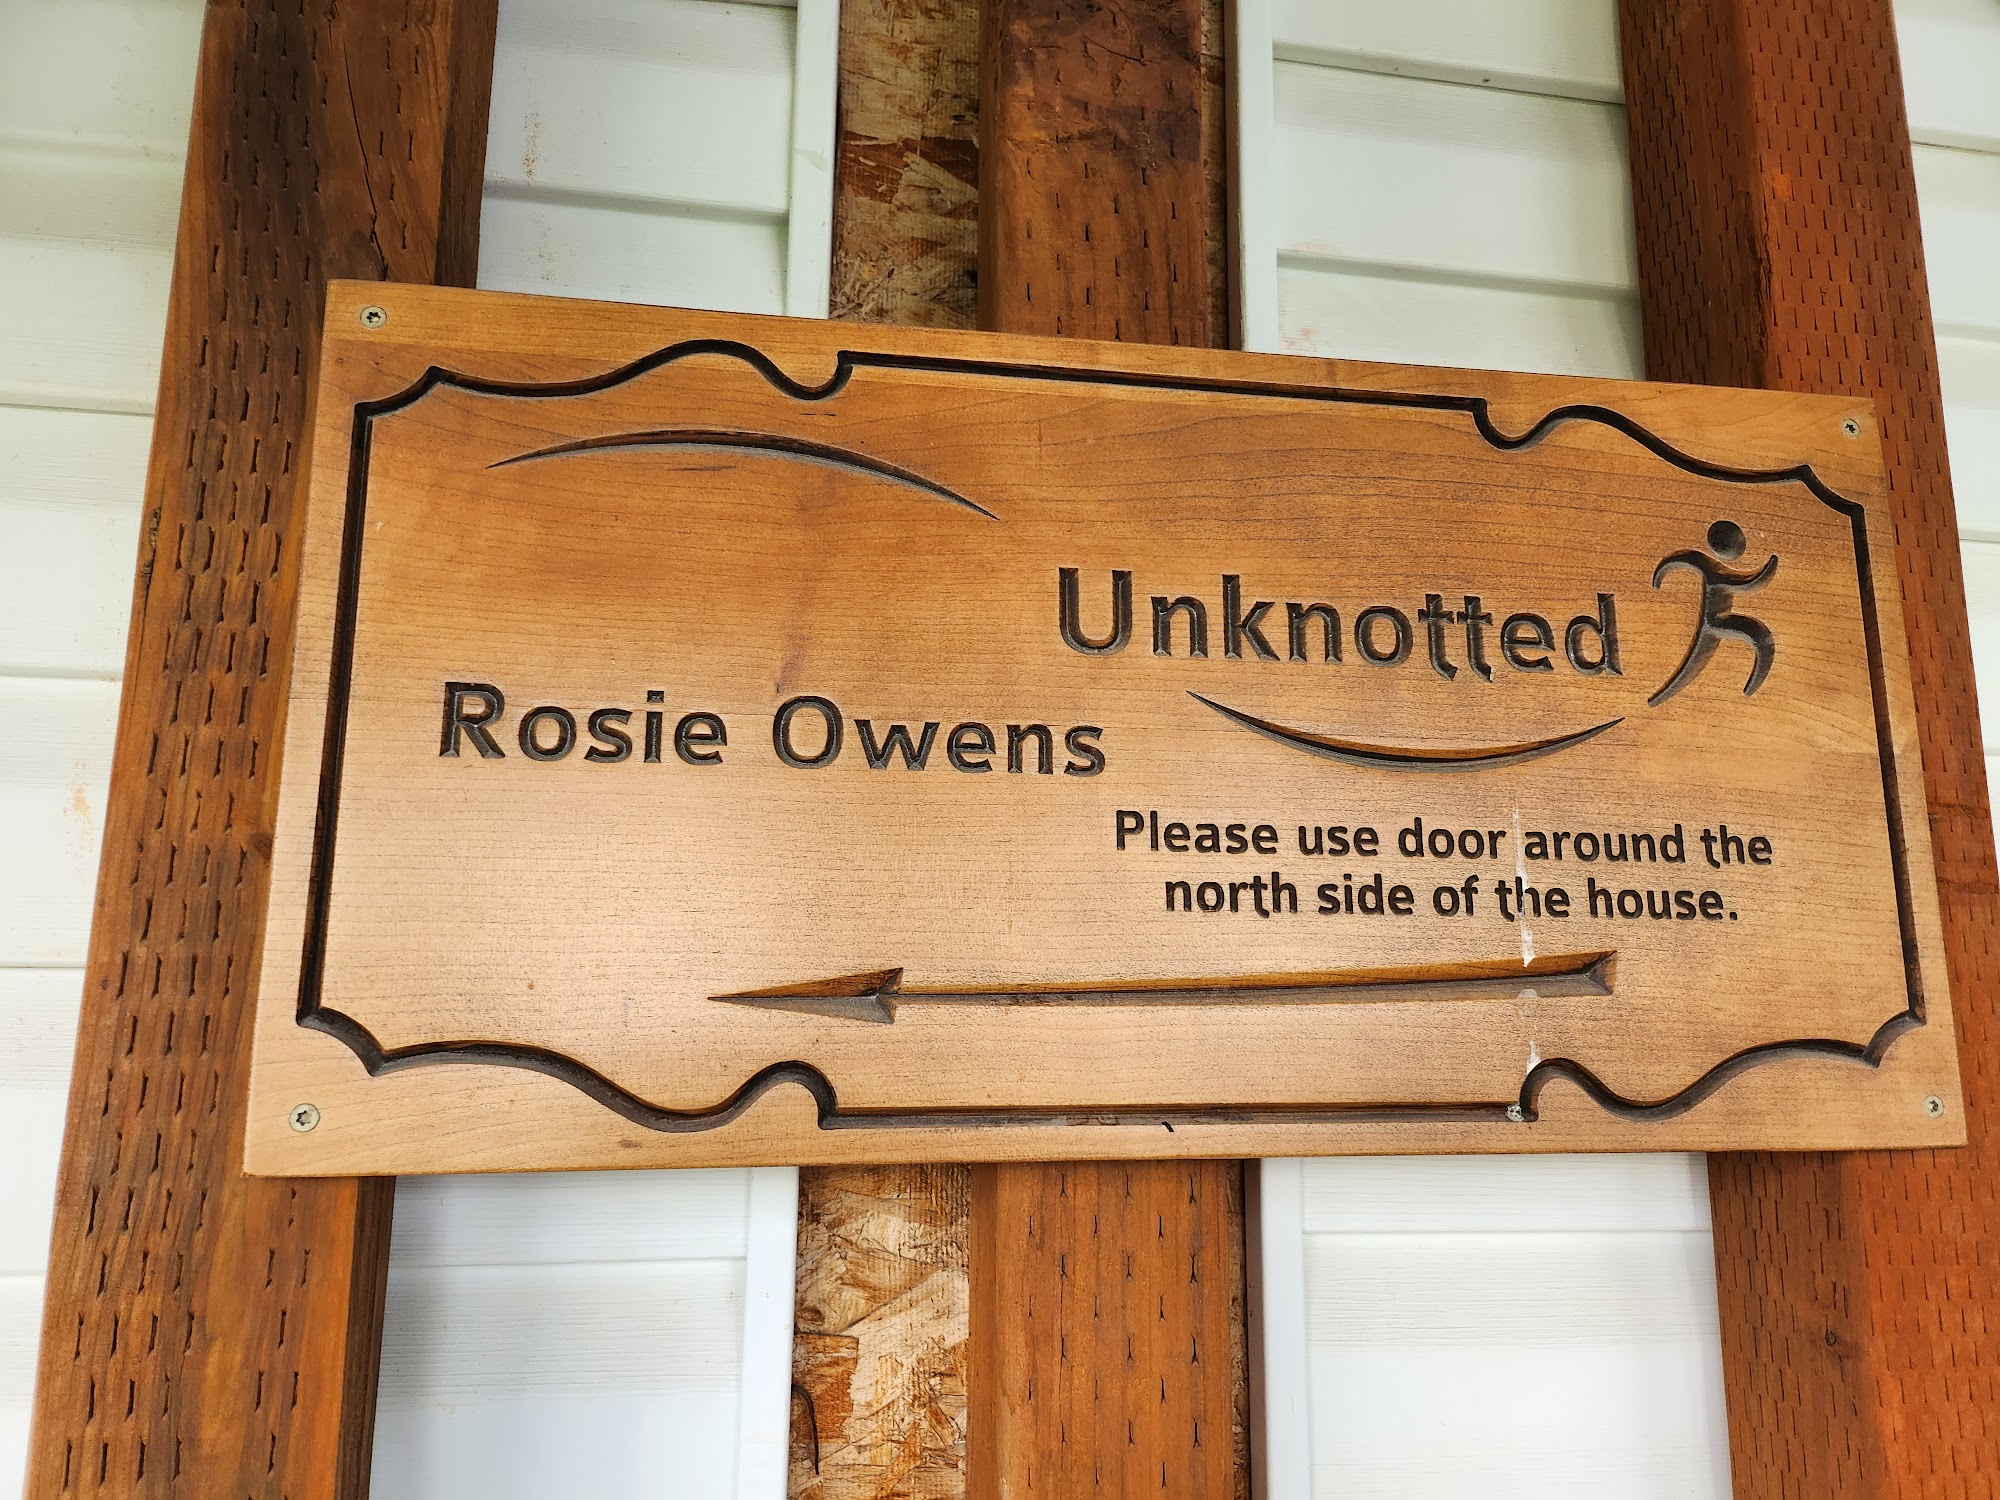 Unknotted
Rosie Owens
Please use door around the
north side of the house.